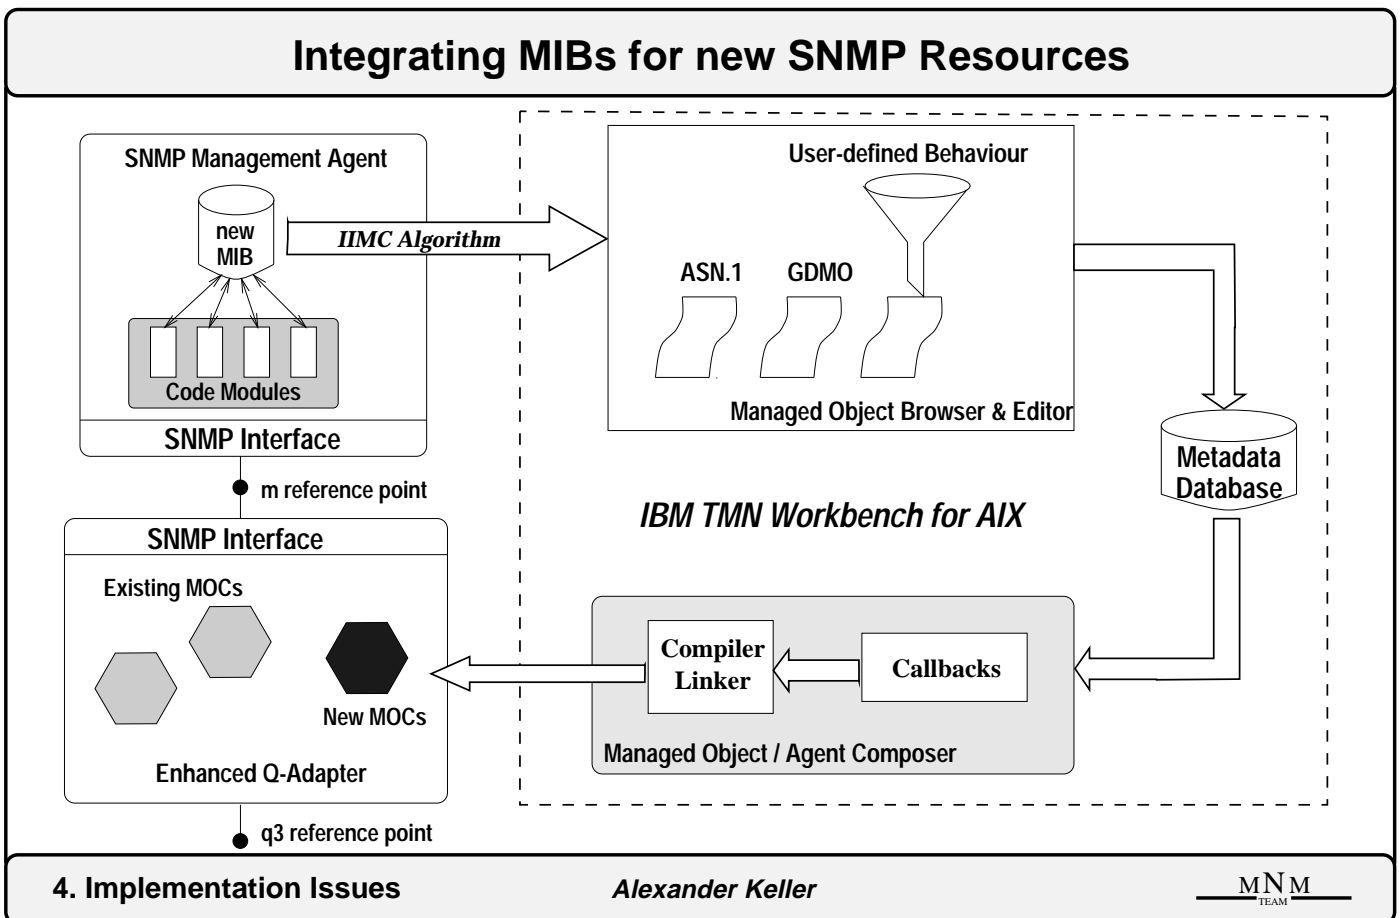 Integrating MIBs for new SNMP Resources
SNMP Management Agent
new
MIB
Code Modules
SNMP Interface
m reference point
SNMP Interface
Existing MOCs
New MOCs
Enhanced Q-Adapter
q3 reference point
IIMC Algorithm
User-defined Behaviour
ASN.1
GDMO
Managed Object Browser & Editor
Metadata
Database
IBM TMN Workbench for AIX
Compiler
Linker
Callbacks
Managed Object / Agent Composer
4. Implementation Issues
Alexander Keller
MNM
TEAM